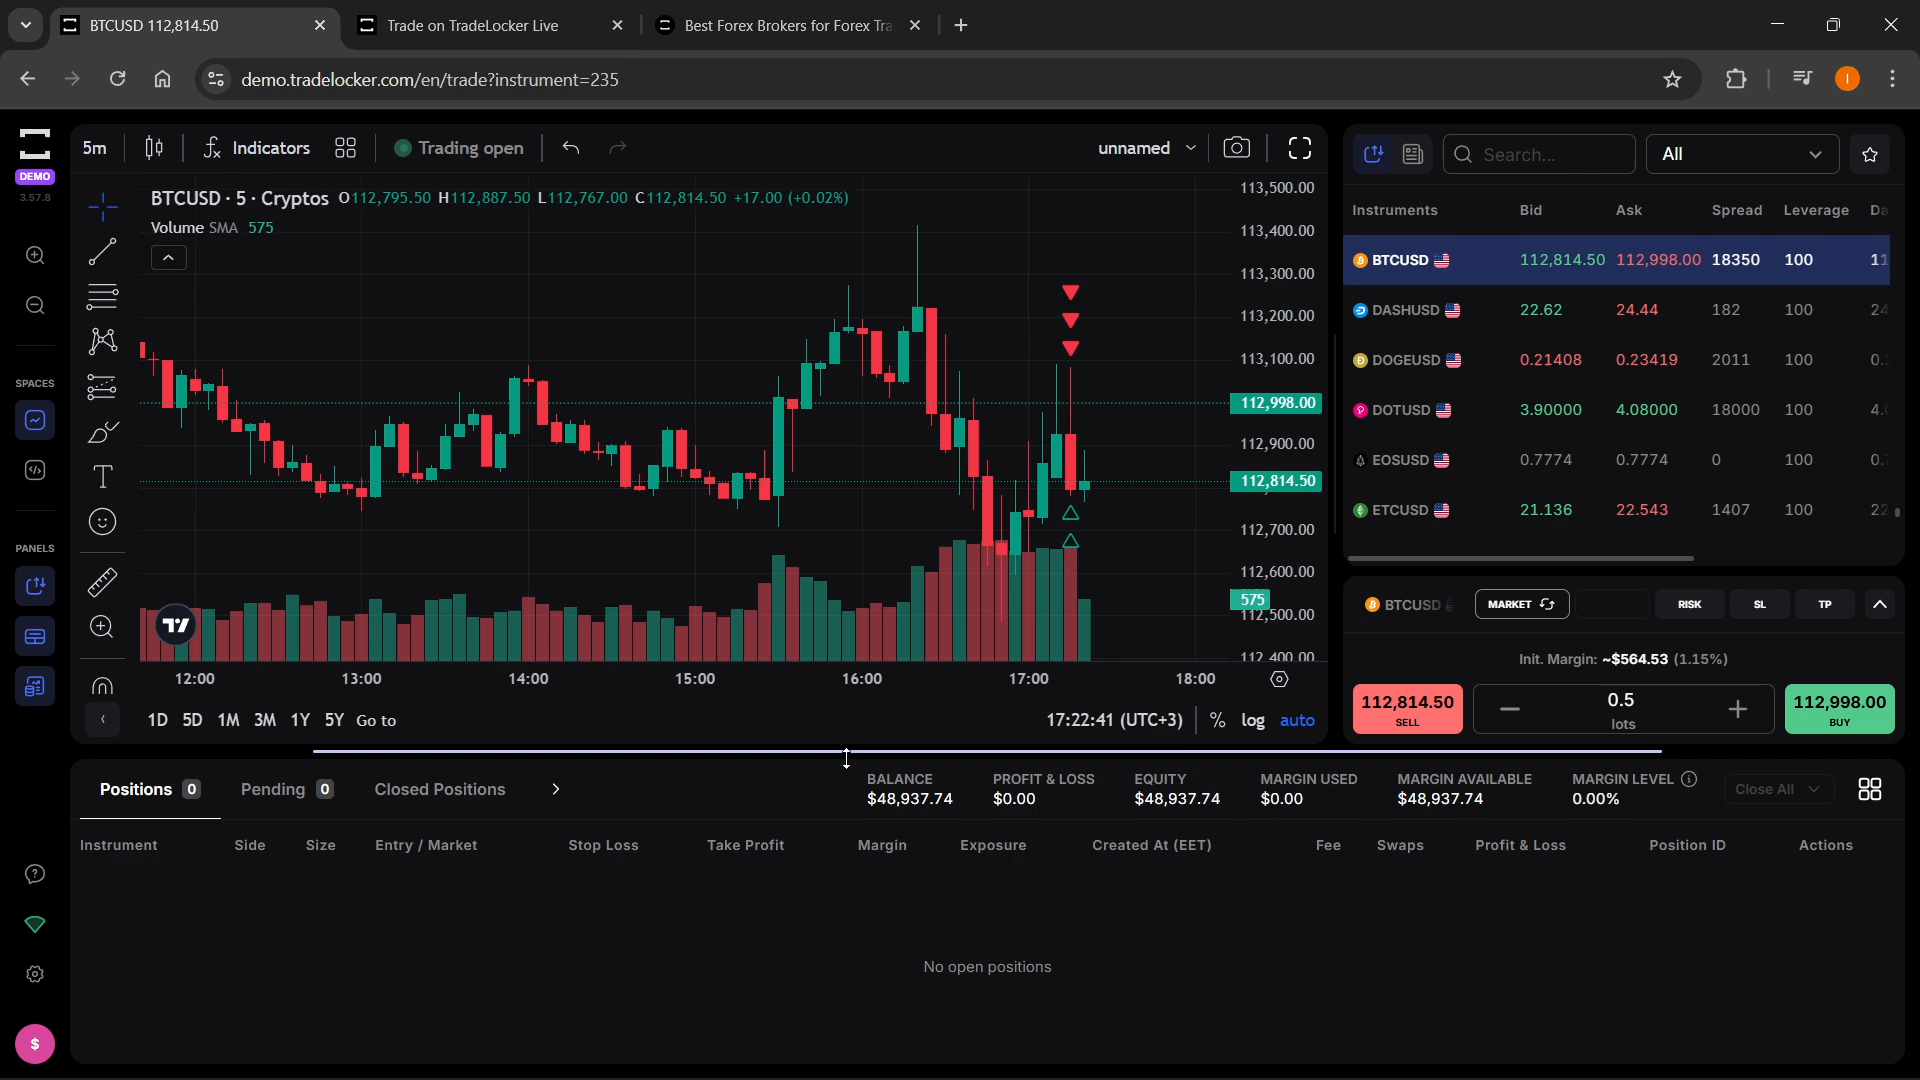 BTCUSD 112,814.50
Trade on TradeLocker Live
Best Forex Brokers for Forex Tra
demo.tradelocker.com/en/trade?instrument=235
DEMO
3.57.8
SPACES
PANELS
$
5m
Indicators
Trading open
unnamed
BTCUSD · 5 · Cryptos O112,795.50 H112,887.50 L112,767.00 C112,814.50 +17.00 (+0.02%)
Volume SMA 575
113,500.00
113,400.00
113,300.00
113,200.00
113,100.00
112,998.00
112,900.00
112,814.50
112,700.00
112,600.00
575
112,500.00
112,400.00
12:00 13:00 14:00 15:00 16:00 17:00 18:00
1D 5D 1M 3M 1Y 5Y Go to
17:22:41 (UTC+3) % log auto
Search...
All
Instruments Bid Ask Spread Leverage Da
BTCUSD 112,814.50 112,998.00 18350 100 11
DASHUSD 22.62 24.44 182 100 24
DOGEUSD 0.21408 0.23419 2011 100 0.
DOTUSD 3.90000 4.08000 18000 100 4.
EOSUSD 0.7774 0.7774 0 100 0.
ETCUSD 21.136 22.543 1407 100 22
BTCUSD MARKET RISK SL TP
Init. Margin: ~$564.53 (1.15%)
112,814.50
SELL
0.5
lots
112,998.00
BUY
Positions 0
Pending 0
Closed Positions
BALANCE
$48,937.74
PROFIT & LOSS
$0.00
EQUITY
$48,937.74
MARGIN USED
$0.00
MARGIN AVAILABLE
$48,937.74
MARGIN LEVEL
0.00%
Close All
Instrument Side Size Entry / Market Stop Loss Take Profit Margin Exposure Created At (EET) Fee Swaps Profit & Loss Position ID Actions
No open positions